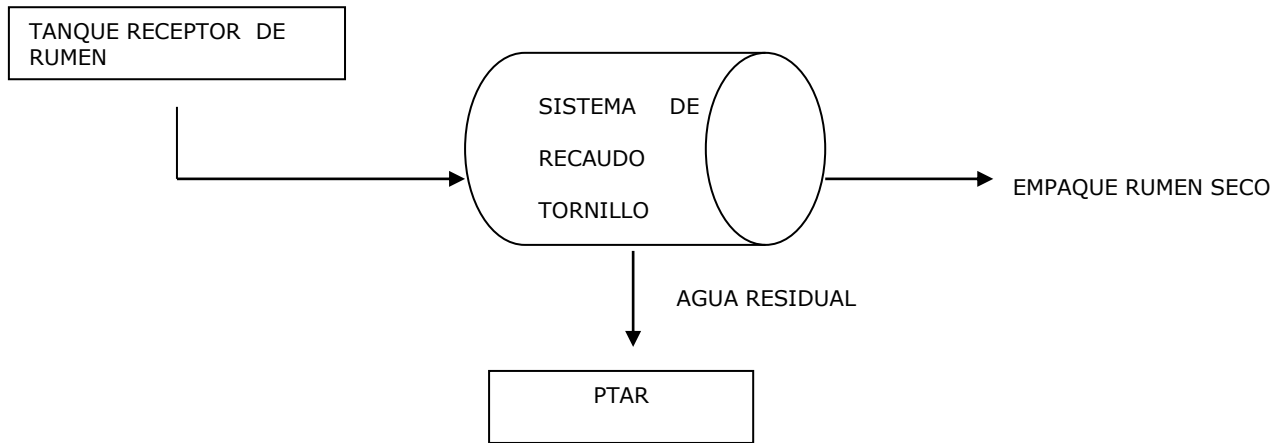 TANQUE RECEPTOR DE
RUMEN
SISTEMA DE
RECAUDO
TORNILLO
EMPAQUE RUMEN SECO
AGUA RESIDUAL
PTAR